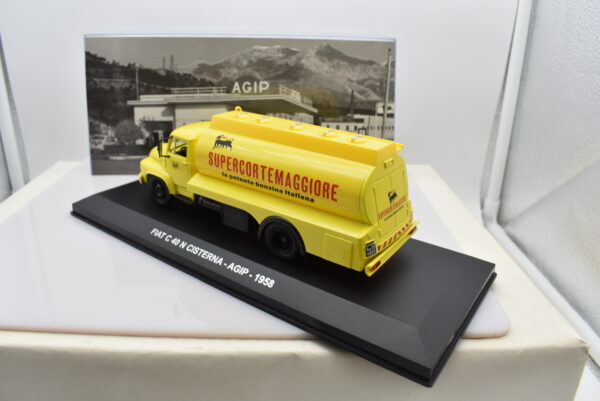 AGIP
SUPERCORTEMAGGIORE
la potente benzina italiana
SUPERCORTEMAGGIORE
FIAT C 40 N CISTERNA - AGIP - 1958